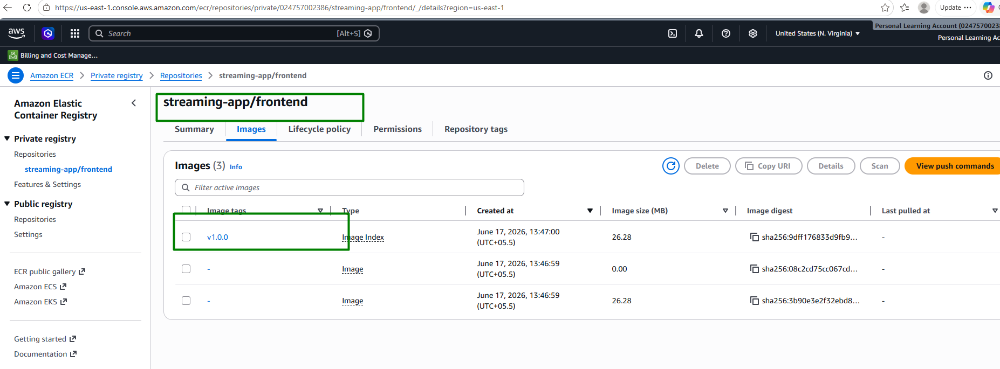 https://us-east-1.console.aws.amazon.com/ecr/repositories/private/024757002386/streaming-app/frontend/_/details?region=us-east-1
Update
aws
Search [Alt+S]
United States (N. Virginia)
Personal Learning Account (02475700238
Personal Learning Ac
Billing and Cost Manage...
Amazon ECR > Private registry > Repositories > streaming-app/frontend
Amazon Elastic
Container Registry
Private registry
Repositories
streaming-app/frontend
Features & Settings
Public registry
Repositories
Settings
ECR public gallery
Amazon ECS
Amazon EKS
Getting started
Documentation
streaming-app/frontend
Summary Images Lifecycle policy Permissions Repository tags
Images (3) Info
Delete Copy URI Details Scan View push commands
Filter active images
Image tags Type Created at Image size (MB) Image digest Last pulled at
v1.0.0 Image Index June 17, 2026, 13:47:00 (UTC+05.5) 26.28 sha256:9dff176833d9fb9... -
- Image June 17, 2026, 13:46:59 (UTC+05.5) 0.00 sha256:08c2cd75cc067cd... -
- Image June 17, 2026, 13:46:59 (UTC+05.5) 26.28 sha256:3b90e3e2f32ebd8... -